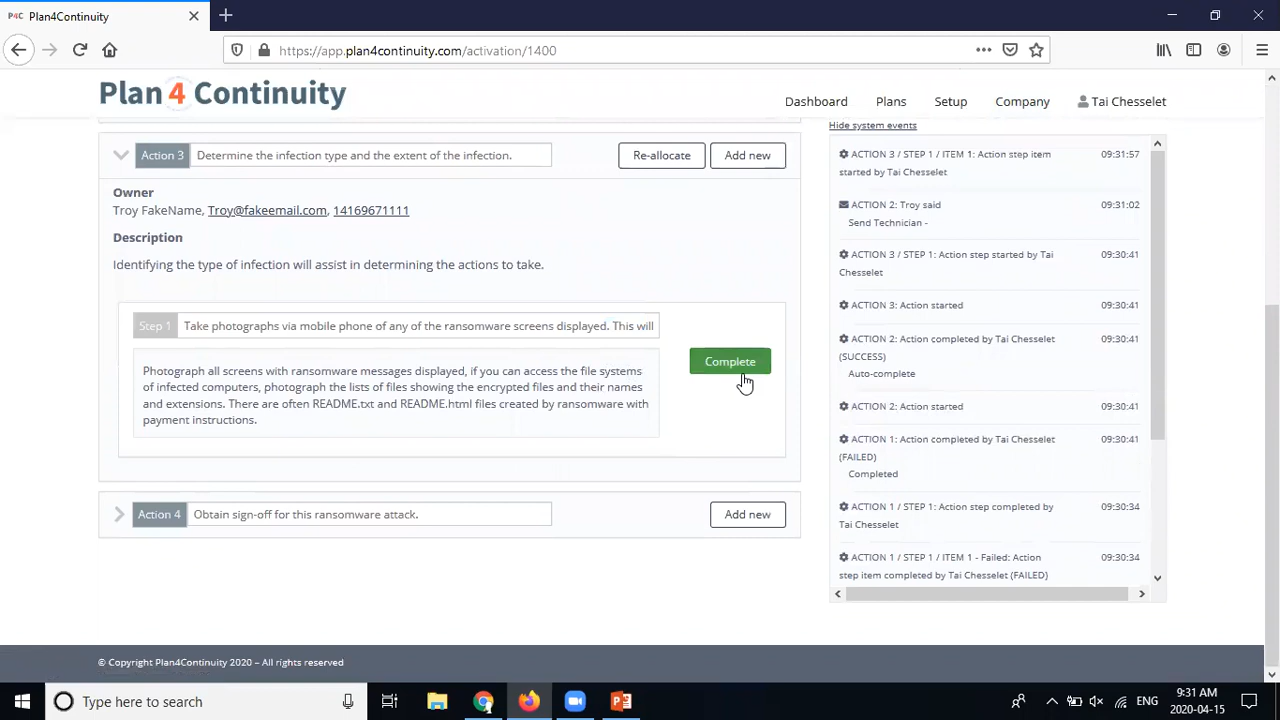 P4C Plan4Continuity
https://app.plan4continuity.com/activation/1400
Plan 4 Continuity
Dashboard Plans Setup Company Tai Chesselet
Action 3 Determine the infection type and the extent of the infection. Re-allocate Add new
Owner
Troy FakeName, Troy@fakeemail.com, 14169671111
Description
Identifying the type of infection will assist in determining the actions to take.
Step 1 Take photographs via mobile phone of any of the ransomware screens displayed. This will
Photograph all screens with ransomware messages displayed, if you can access the file systems
of infected computers, photograph the lists of files showing the encrypted files and their names
and extensions. There are often README.txt and README.html files created by ransomware with
payment instructions.
Complete
Action 4 Obtain sign-off for this ransomware attack. Add new
Hide system events
ACTION 3 / STEP 1 / ITEM 1: Action step item 09:31:57
started by Tai Chesselet
ACTION 2: Troy said 09:31:02
Send Technician -
ACTION 3 / STEP 1: Action step started by Tai 09:30:41
Chesselet
ACTION 3: Action started 09:30:41
ACTION 2: Action completed by Tai Chesselet 09:30:41
(SUCCESS)
Auto-complete
ACTION 2: Action started 09:30:41
ACTION 1: Action completed by Tai Chesselet 09:30:41
(FAILED)
Completed
ACTION 1 / STEP 1: Action step completed by 09:30:34
Tai Chesselet
ACTION 1 / STEP 1 / ITEM 1 - Failed: Action 09:30:34
step item completed by Tai Chesselet (FAILED)
© Copyright Plan4Continuity 2020 – All rights reserved
Type here to search
ENG
9:31 AM
2020-04-15